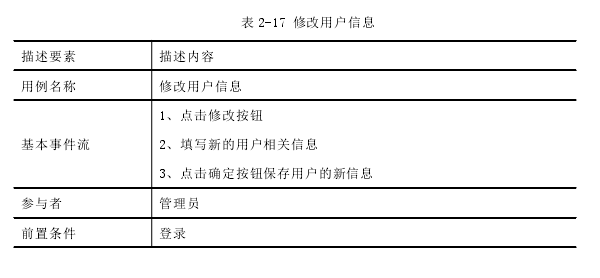 表 2-17 修改用户信息
描述要素 描述内容
用例名称 修改用户信息
1、点击修改按钮
基本事件流 2、填写新的用户相关信息
3、点击确定按钮保存用户的新信息
参与者 管理员
前置条件 登录